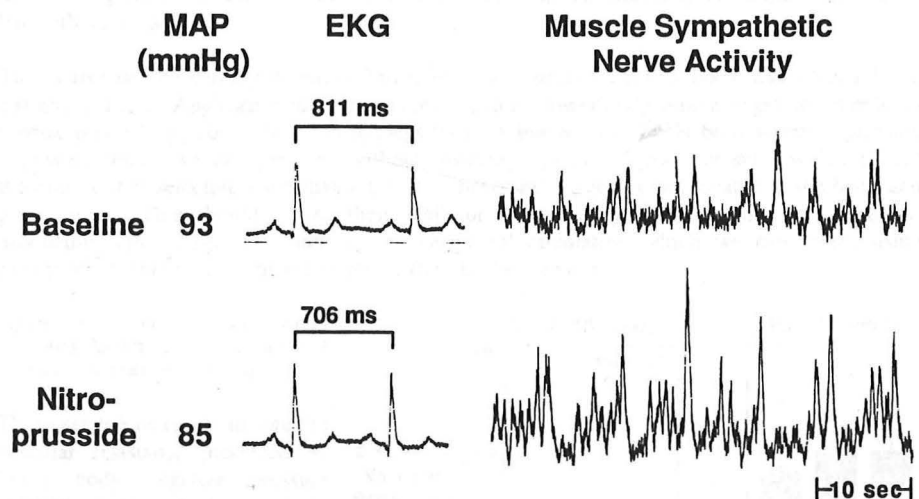 MAP
(mmHg)
EKG
Muscle Sympathetic
Nerve Activity
811 ms
Baseline 93
706 ms
Nitro-
prusside 85
10 sec